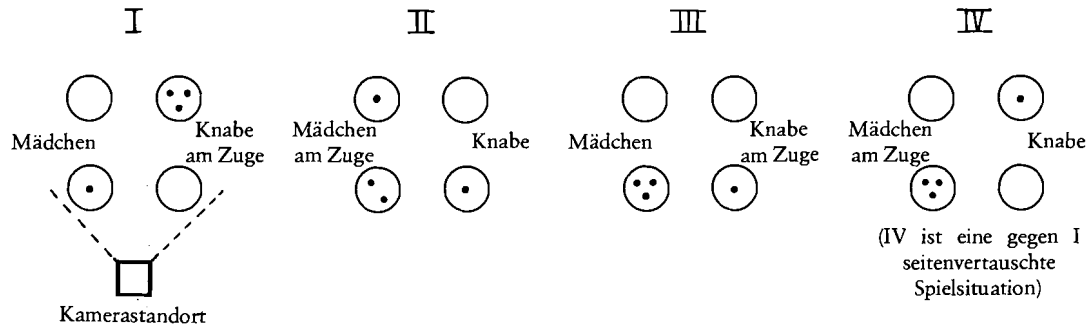 I
II
III
IV
Mädchen
Knabe
am Zuge
Mädchen
am Zuge
Knabe
Mädchen
Knabe
am Zuge
Mädchen
am Zuge
Knabe
(IV ist eine gegen I
seitenvertauschte
Spielsituation)
Kamerastandort